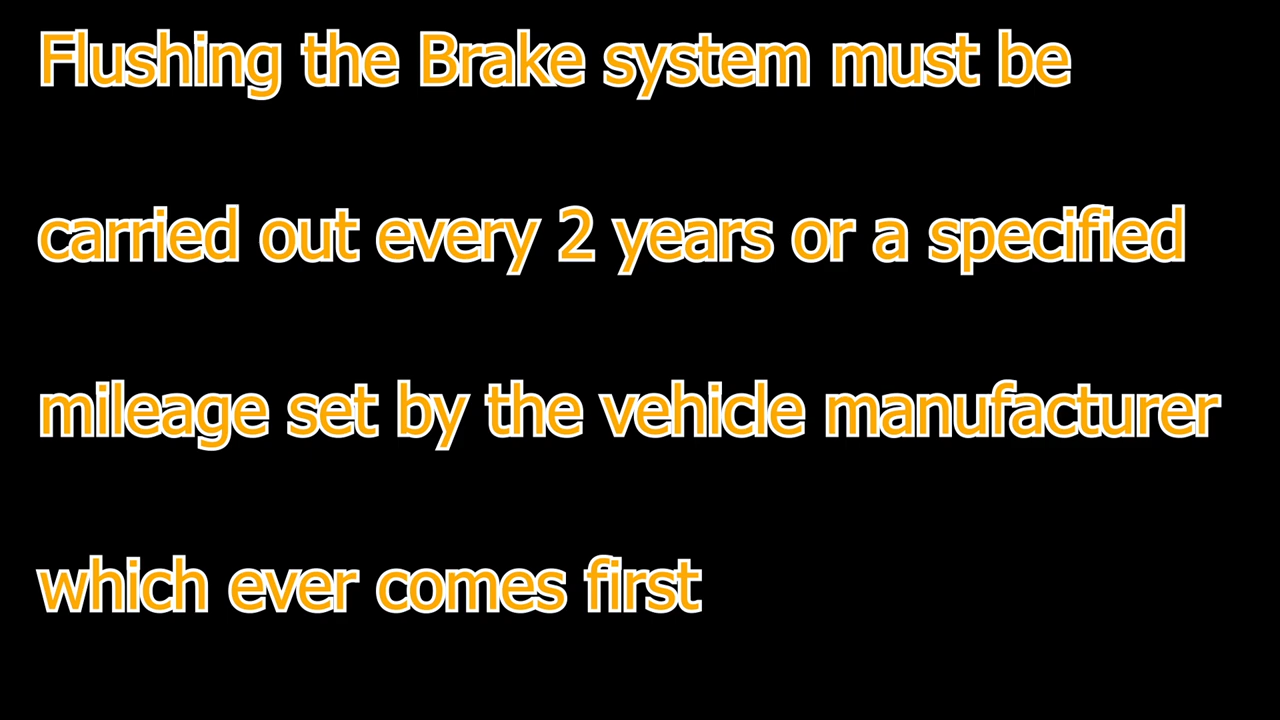 Flushing the Brake system must be
carried out every 2 years or a specified
mileage set by the vehicle manufacturer
which ever comes first